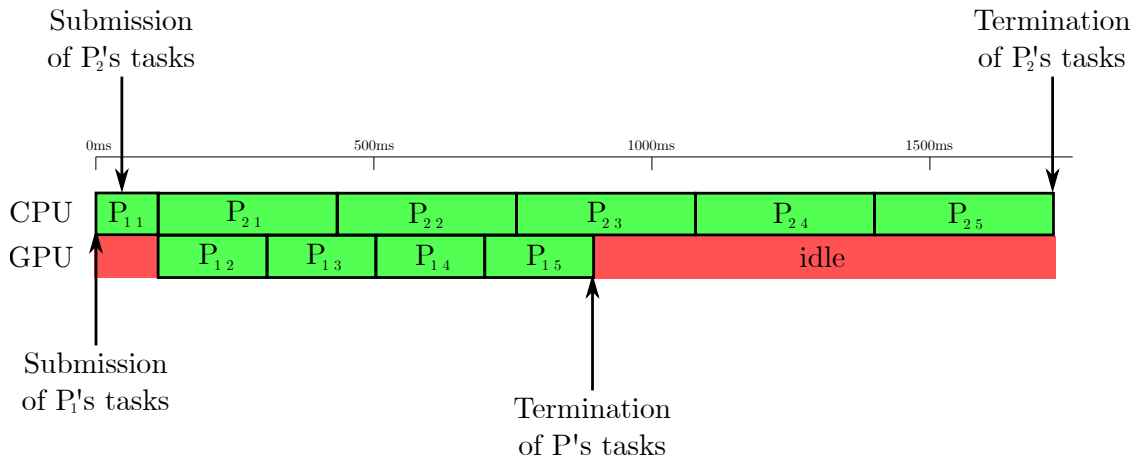 Submission
of P₂'s tasks
Termination
of P₂'s tasks
0ms 500ms 1000ms 1500ms
CPU P₁ ₁ P₂ ₁ P₂ ₂ P₂ ₃ P₂ ₄ P₂ ₅
GPU P₁ ₂ P₁ ₃ P₁ ₄ P₁ ₅ idle
Submission
of P₁'s tasks
Termination
of P's tasks